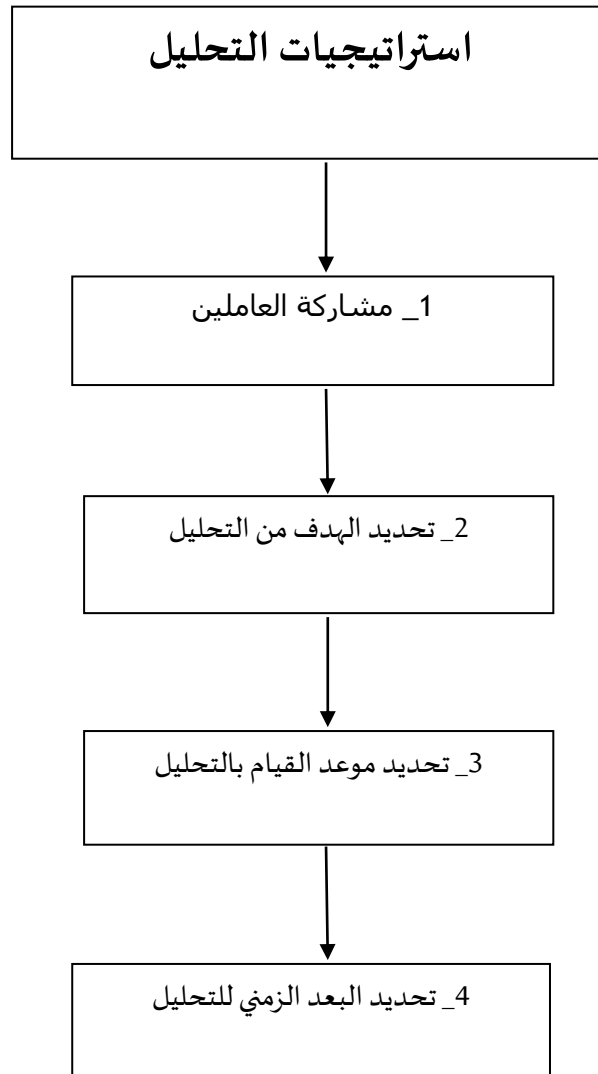 استراتيجيات التحليل
1_ مشاركة العاملين
2_ تحديد الهدف من التحليل
3_ تحديد موعد القيام بالتحليل
4_ تحديد البعد الزمني للتحليل